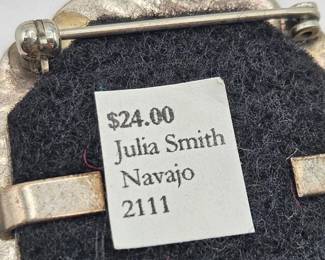 $24.00
Julia Smith
Navajo
2111